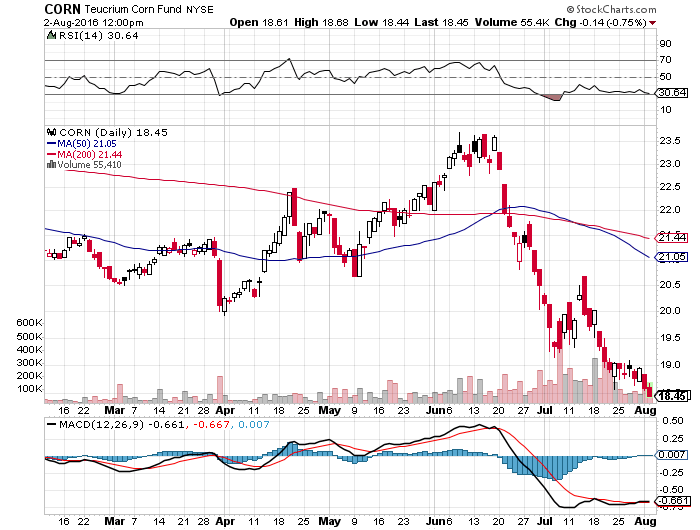 CORN Teucrium Corn Fund NYSE © StockCharts.com
2-Aug-2016 12:00pm Open 18.61 High 18.68 Low 18.44 Last 18.45 Volume 55.4K Chg -0.14 (-0.75%)
RSI(14) 30.64
90
70
50
30.64
10
CORN (Daily) 18.45
MA(50) 21.05
MA(200) 21.44
Volume 55,410
23.5
23.0
22.5
22.0
21.44
21.05
20.5
20.0
19.5
19.0
18.45
600K
500K
400K
300K
200K
100K
16 22 Mar 7 14 21 28 Apr 11 18 25 May 9 16 23 Jun 6 13 20 27 Jul 11 18 25 Aug
MACD(12,26,9) -0.661, -0.667, 0.007
0.50
0.25
0.007
-0.25
-0.50
-0.661
16 22 Mar 7 14 21 28 Apr 11 18 25 May 9 16 23 Jun 6 13 20 27 Jul 11 18 25 Aug